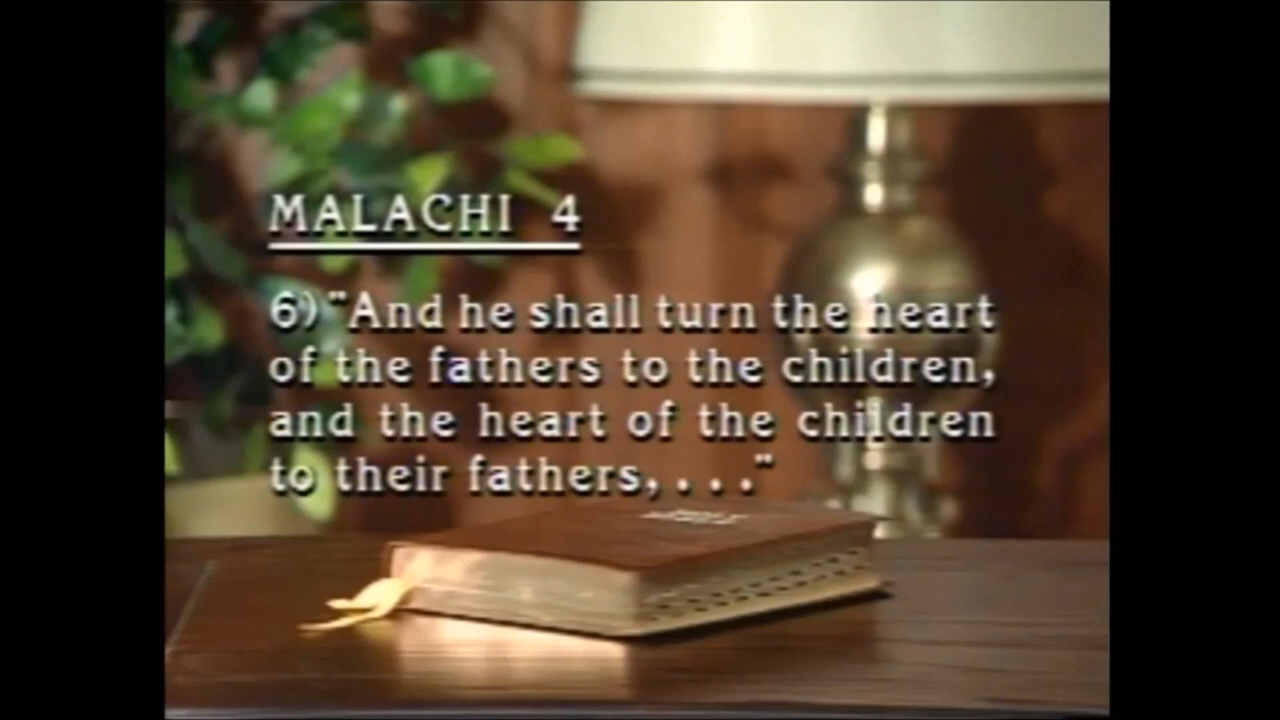 MALACHI 4
6) "And he shall turn the heart
of the fathers to the children,
and the heart of the children
to their fathers, . . ."